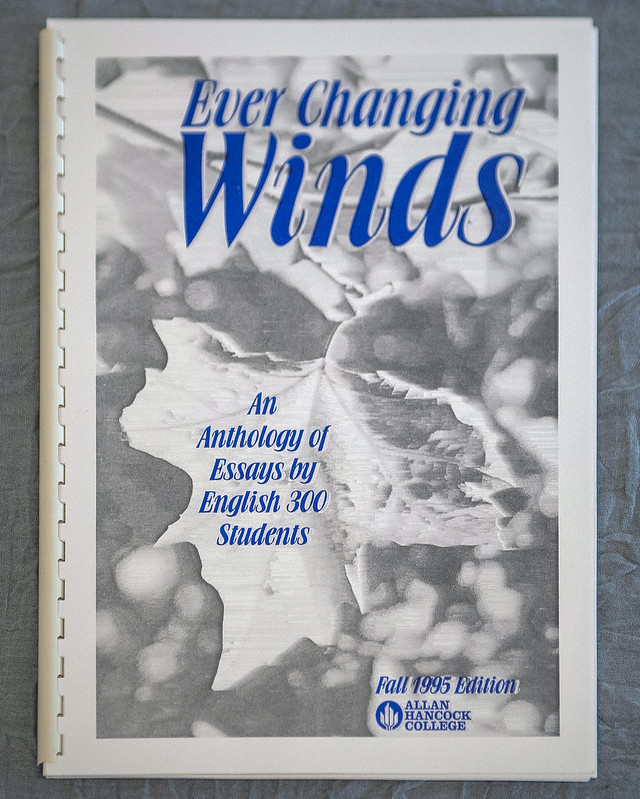 Ever Changing
Winds
An
Anthology of
Essays by
English 300
Students
Fall 1995 Edition
ALLAN
HANCOCK
COLLEGE